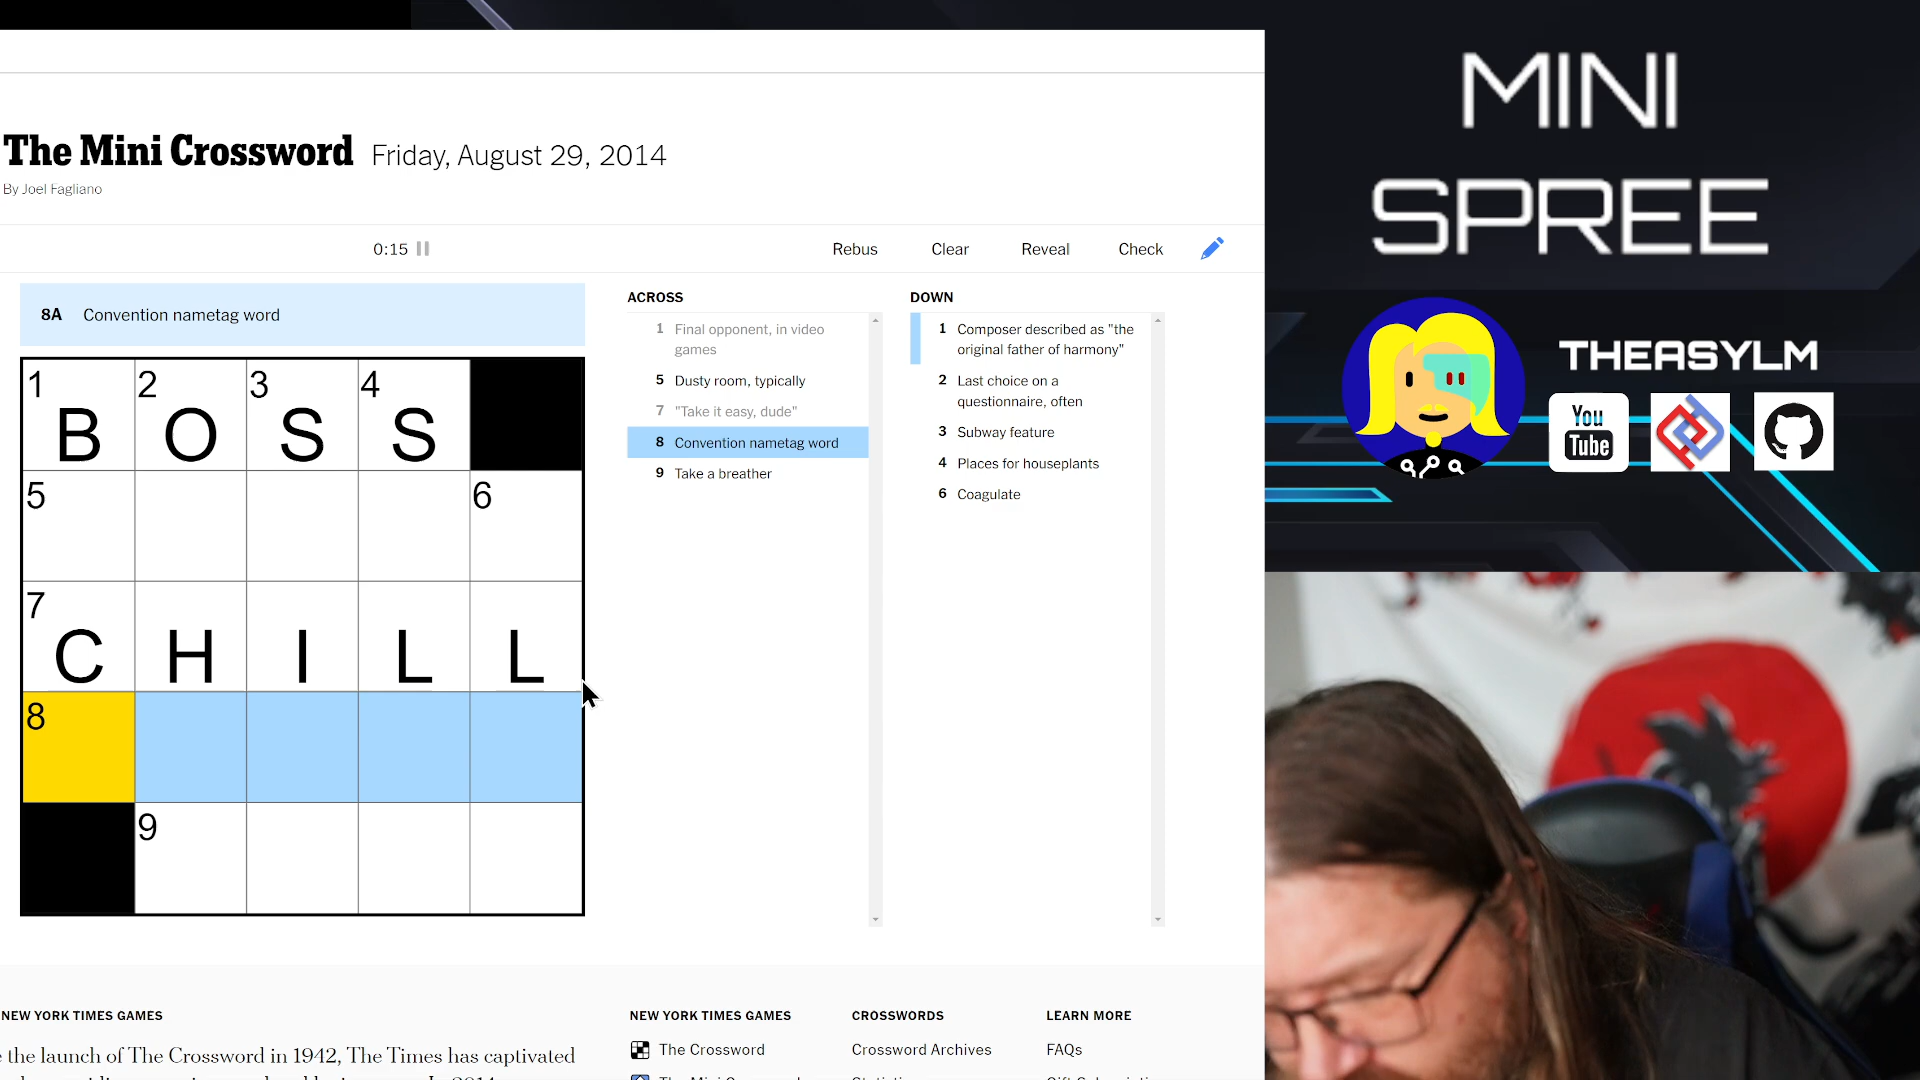 MINI
SPREE
THEASYLM
You
Tube
The Mini Crossword Friday, August 29, 2014
By Joel Fagliano
0:15
Rebus Clear Reveal Check
8A Convention nametag word
1 2 3 4
B O S S
5 6
7
C H I L L
8
9
ACROSS
1 Final opponent, in video
games
5 Dusty room, typically
7 "Take it easy, dude"
8 Convention nametag word
9 Take a breather
DOWN
1 Composer described as "the
original father of harmony"
2 Last choice on a
questionnaire, often
3 Subway feature
4 Places for houseplants
6 Coagulate
NEW YORK TIMES GAMES
the launch of The Crossword in 1942, The Times has captivated
NEW YORK TIMES GAMES
The Crossword
CROSSWORDS
Crossword Archives
LEARN MORE
FAQs